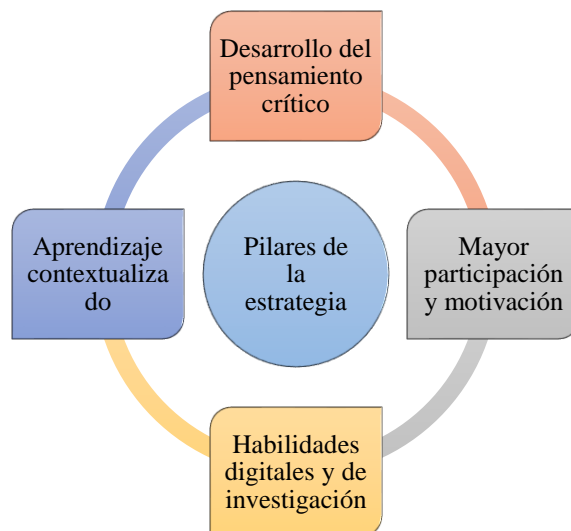 Desarrollo del
pensamiento
crítico
Aprendizaje
contextualiza
do
Pilares de
la
estrategia
Mayor
participación
y motivación
Habilidades
digitales y de
investigación